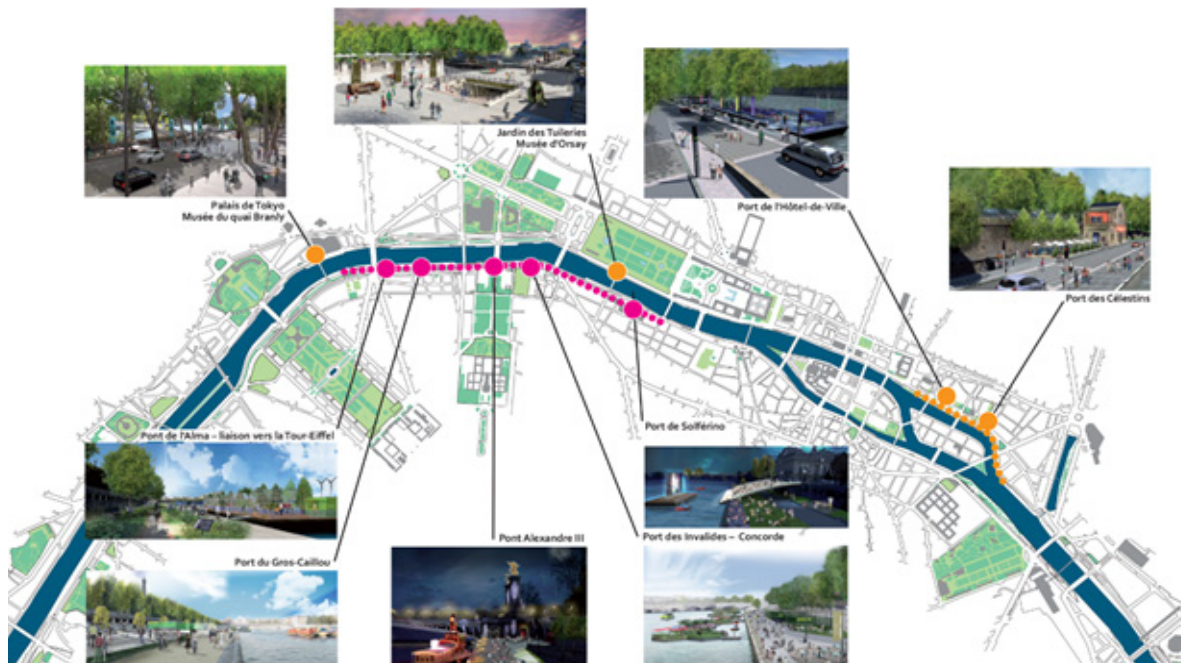 Jardin des Tuileries
Musée d'Orsay
Palais de Tokyo
Musée du quai Branly
Port de l'Hôtel-de-Ville
Port des Célestins
Pont de l'Alma – liaison vers la Tour-Eiffel
Port de Solférino
Port du Gros-Caillou
Pont Alexandre III
Port des Invalides – Concorde